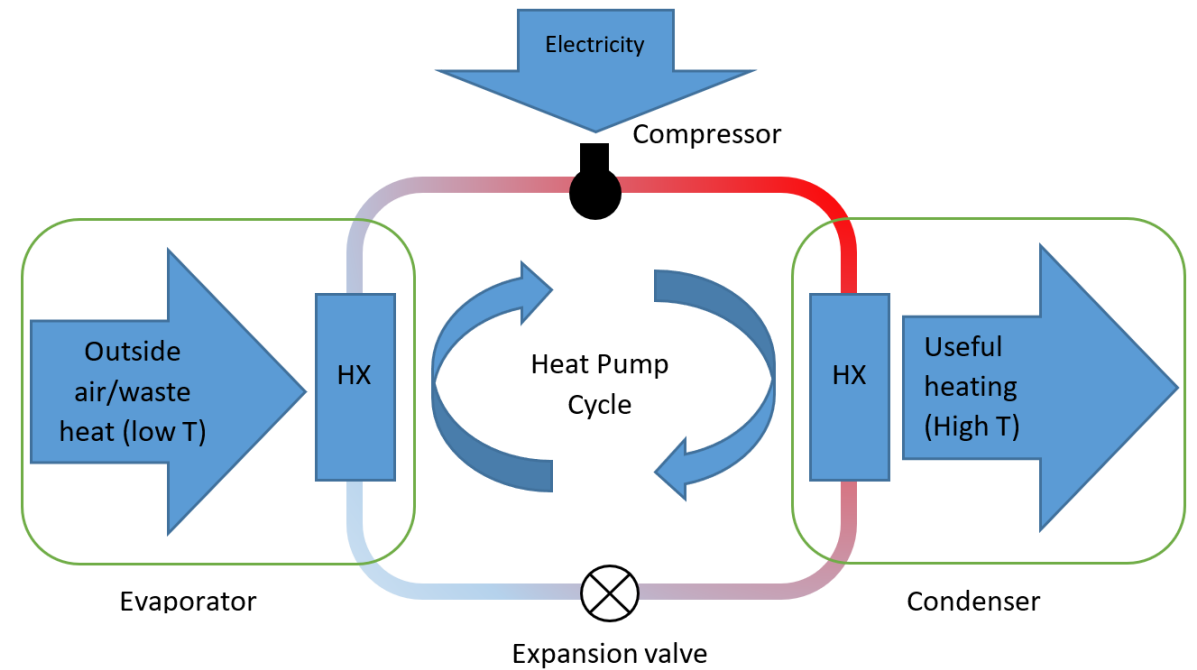 Electricity
Compressor
Outside
air/waste
heat (low T)
HX
Heat Pump
Cycle
HX
Useful
heating
(High T)
Evaporator
Condenser
Expansion valve